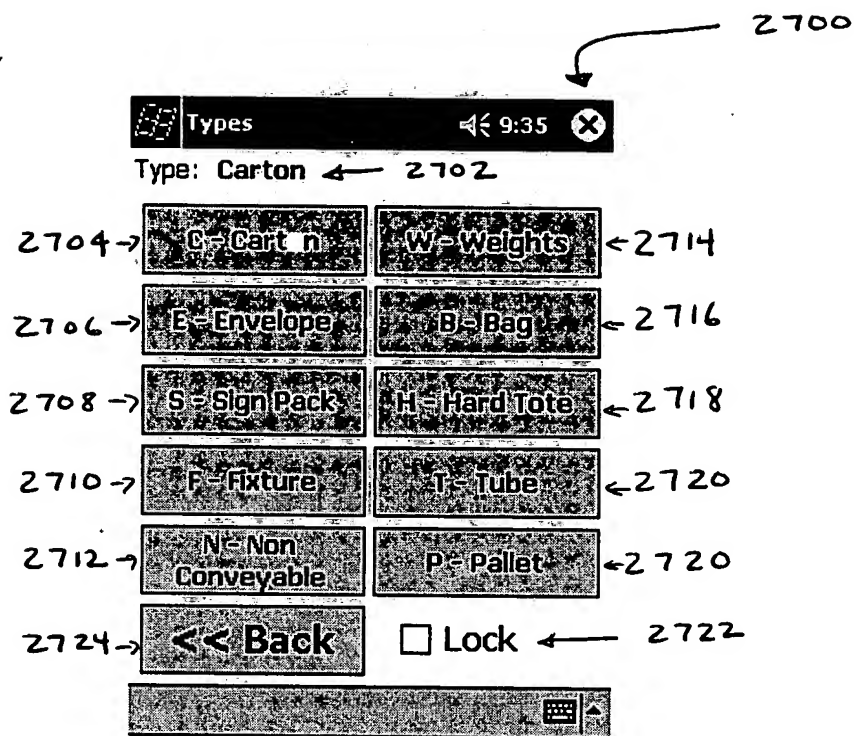 2700
Types 9:35
Type: Carton 2702
2704 C - Carton W - Weights 2714
2706 E - Envelope B - Bag 2716
2708 S - Sign Pack H - Hard Tote 2718
2710 F - Fixture T - Tube 2720
2712 N - Non Conveyable P - Pallet 2720
2724 << Back Lock 2722